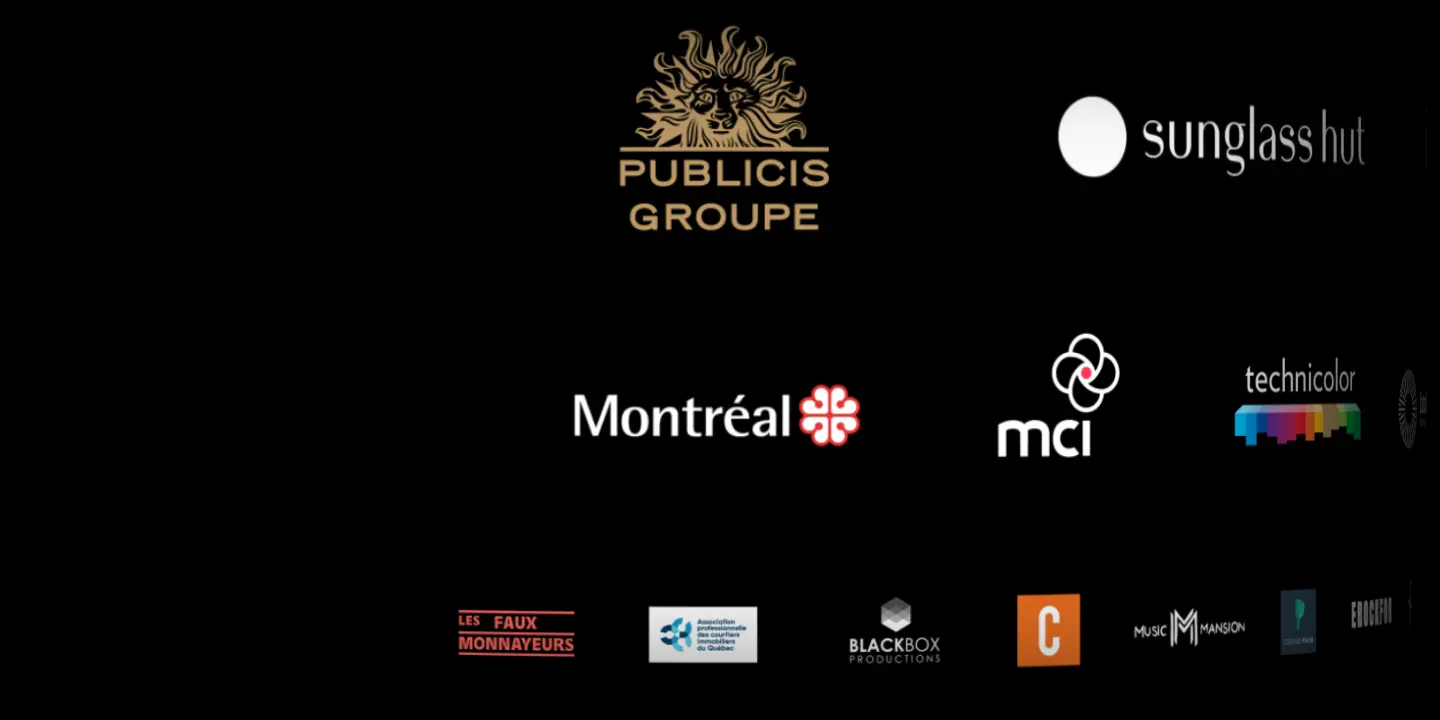 PUBLICIS
GROUPE
sunglass hut
Montréal
mci
technicolor
LES FAUX
MONNAYEURS
Association
professionnelle
des courtiers
immobiliers
du Québec
BLACKBOX
PRODUCTIONS
C
MUSIC M MANSION